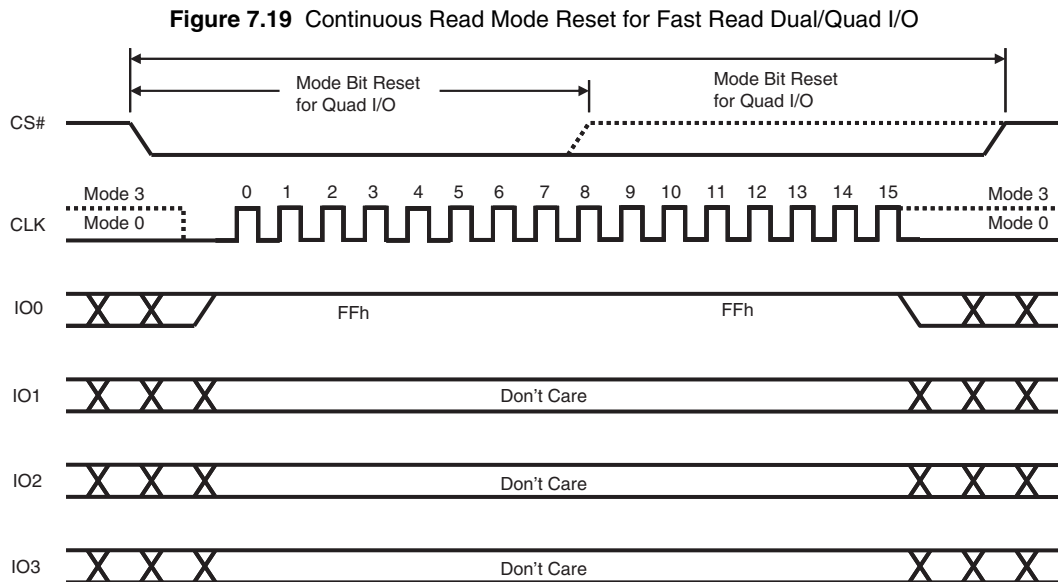 Figure 7.19 Continuous Read Mode Reset for Fast Read Dual/Quad I/O
Mode Bit Reset
for Quad I/O
Mode Bit Reset
for Quad I/O
CS#
Mode 3
Mode 0
CLK
0 1 2 3 4 5 6 7 8 9 10 11 12 13 14 15
Mode 3
Mode 0
IO0
FFh
FFh
IO1
Don't Care
IO2
Don't Care
IO3
Don't Care